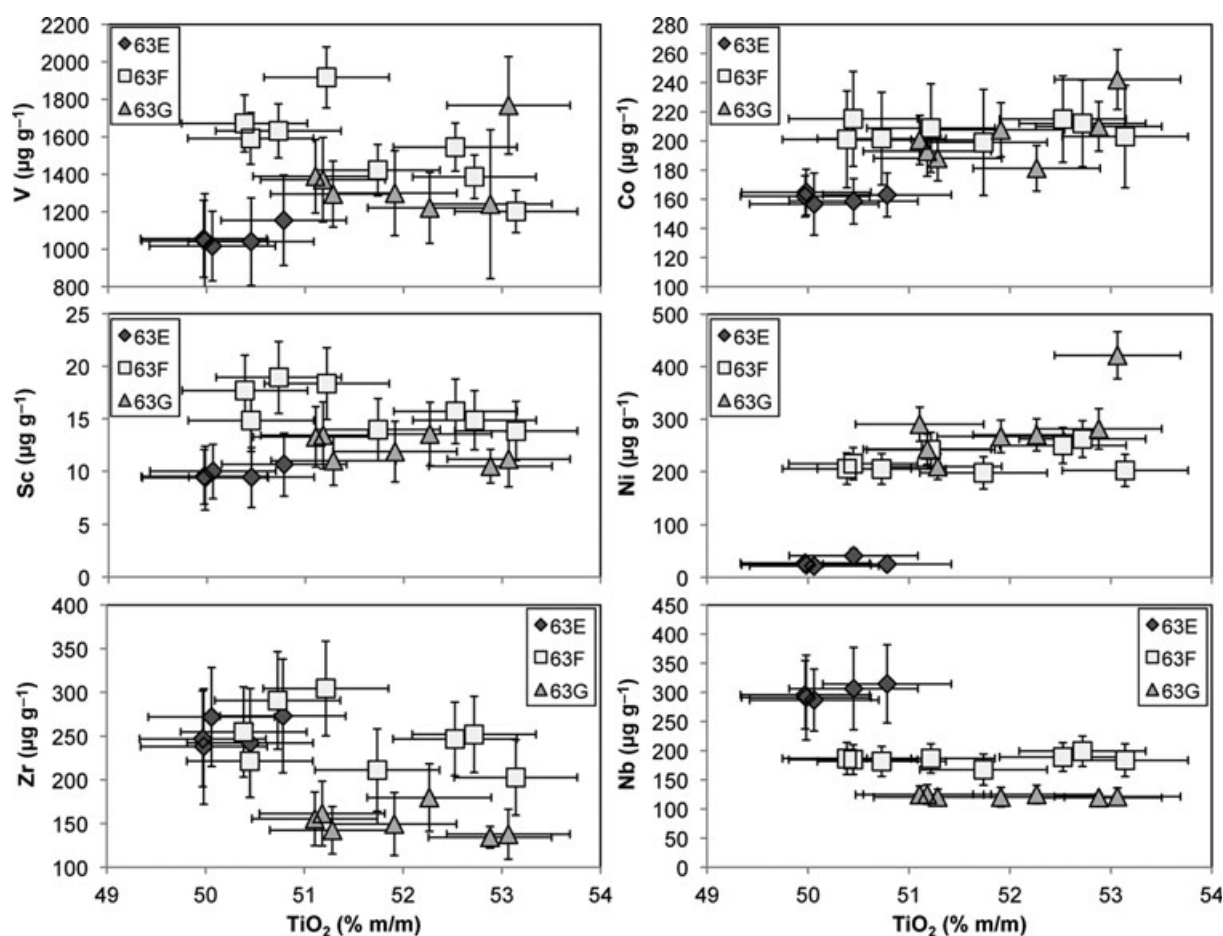 2200
2000
1800
1600
1400
1200
1000
800
V (µg g⁻¹)
63E
63F
63G
280
260
240
220
200
180
160
140
120
100
Co (µg g⁻¹)
63E
63F
63G
25
20
15
10
5
0
Sc (µg g⁻¹)
63E
63F
63G
500
400
300
200
100
0
Ni (µg g⁻¹)
63E
63F
63G
400
350
300
250
200
150
100
Zr (µg g⁻¹)
63E
63F
63G
49 50 51 52 53 54
TiO₂ (% m/m)
450
400
350
300
250
200
150
100
50
0
Nb (µg g⁻¹)
63E
63F
63G
49 50 51 52 53 54
TiO₂ (% m/m)